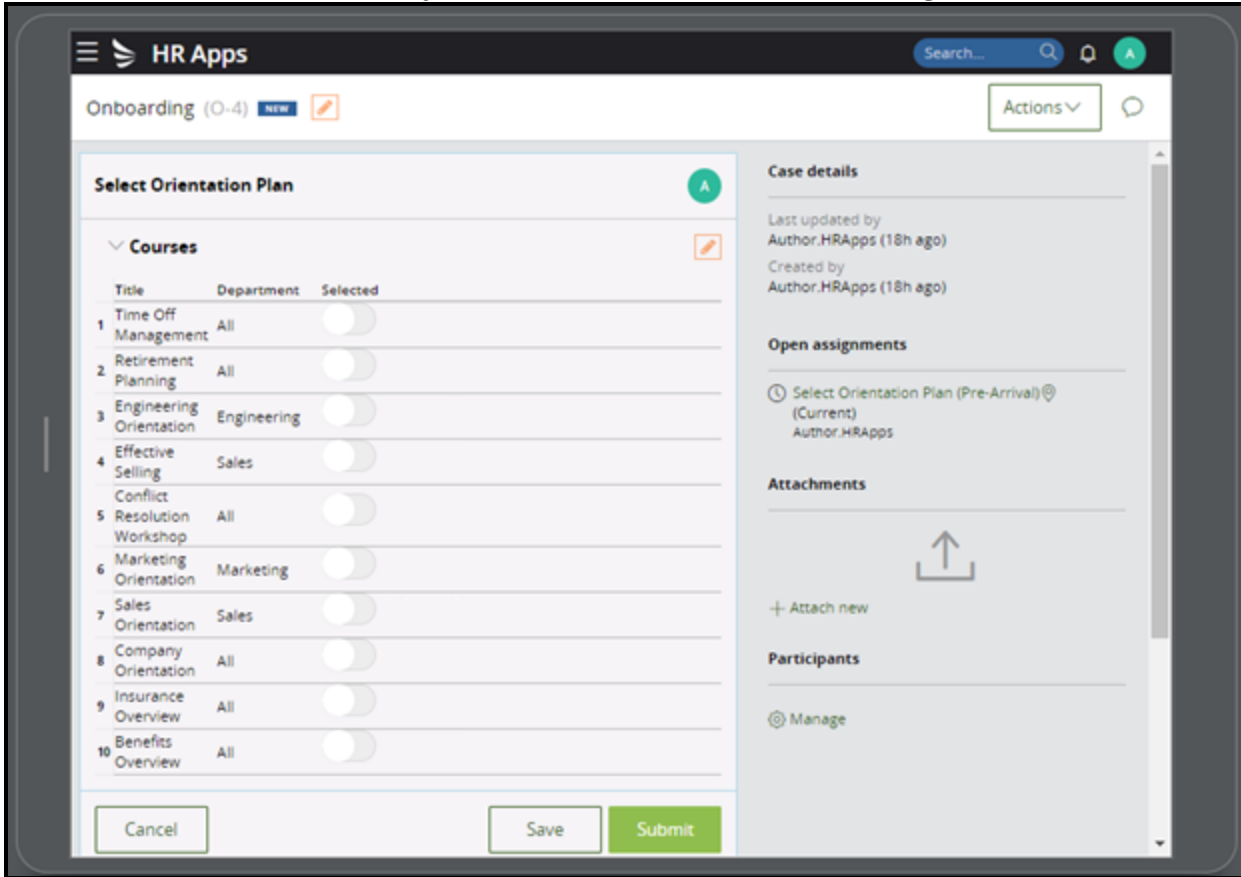 HR Apps
Search...
A
Onboarding (O-4) NEW
Actions
Select Orientation Plan
A
Courses
Title Department Selected
1 Time Off Management All
2 Retirement Planning All
3 Engineering Orientation Engineering
4 Effective Selling Sales
5 Conflict Resolution Workshop All
6 Marketing Orientation Marketing
7 Sales Orientation Sales
8 Company Orientation All
9 Insurance Overview All
10 Benefits Overview All
Cancel
Save
Submit
Case details
Last updated by
Author.HRApps (18h ago)
Created by
Author.HRApps (18h ago)
Open assignments
Select Orientation Plan (Pre-Arrival)
(Current)
Author.HRApps
Attachments
+ Attach new
Participants
Manage